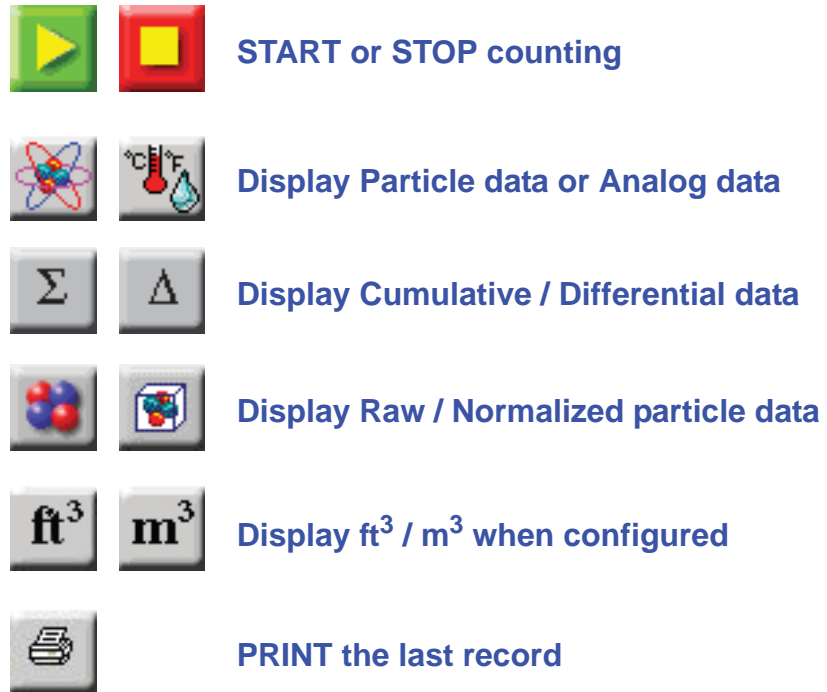 START or STOP counting
°C °F Display Particle data or Analog data
Σ Δ Display Cumulative / Differential data
Display Raw / Normalized particle data
ft³ m³ Display ft³ / m³ when configured
PRINT the last record